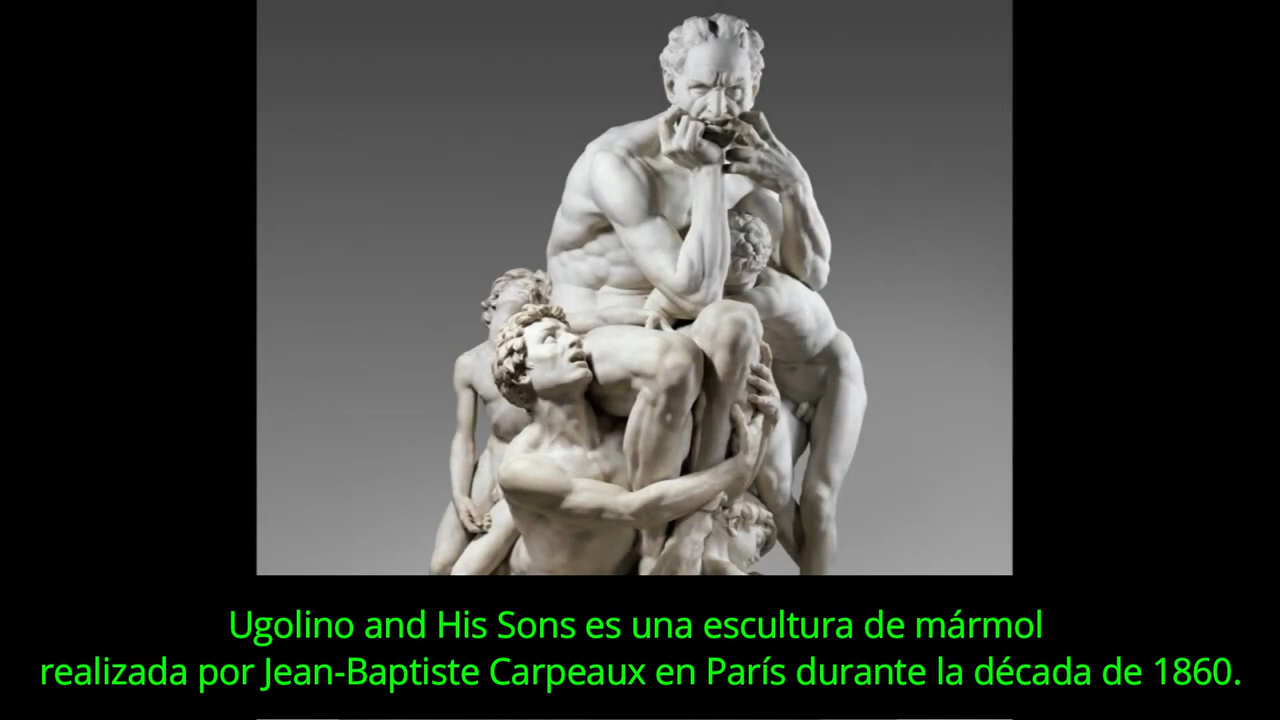 Ugolino and His Sons es una escultura de mármol
realizada por Jean-Baptiste Carpeaux en París durante la década de 1860.